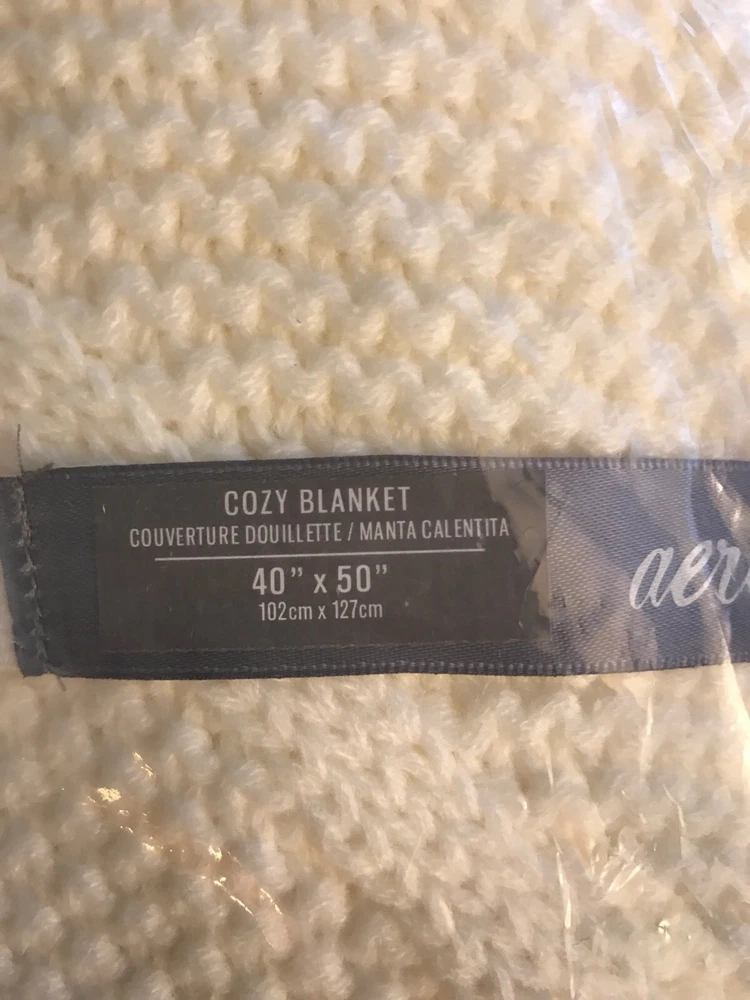 COZY BLANKET
COUVERTURE DOUILLETTE / MANTA CALENTITA
40” x 50”
102cm x 127cm